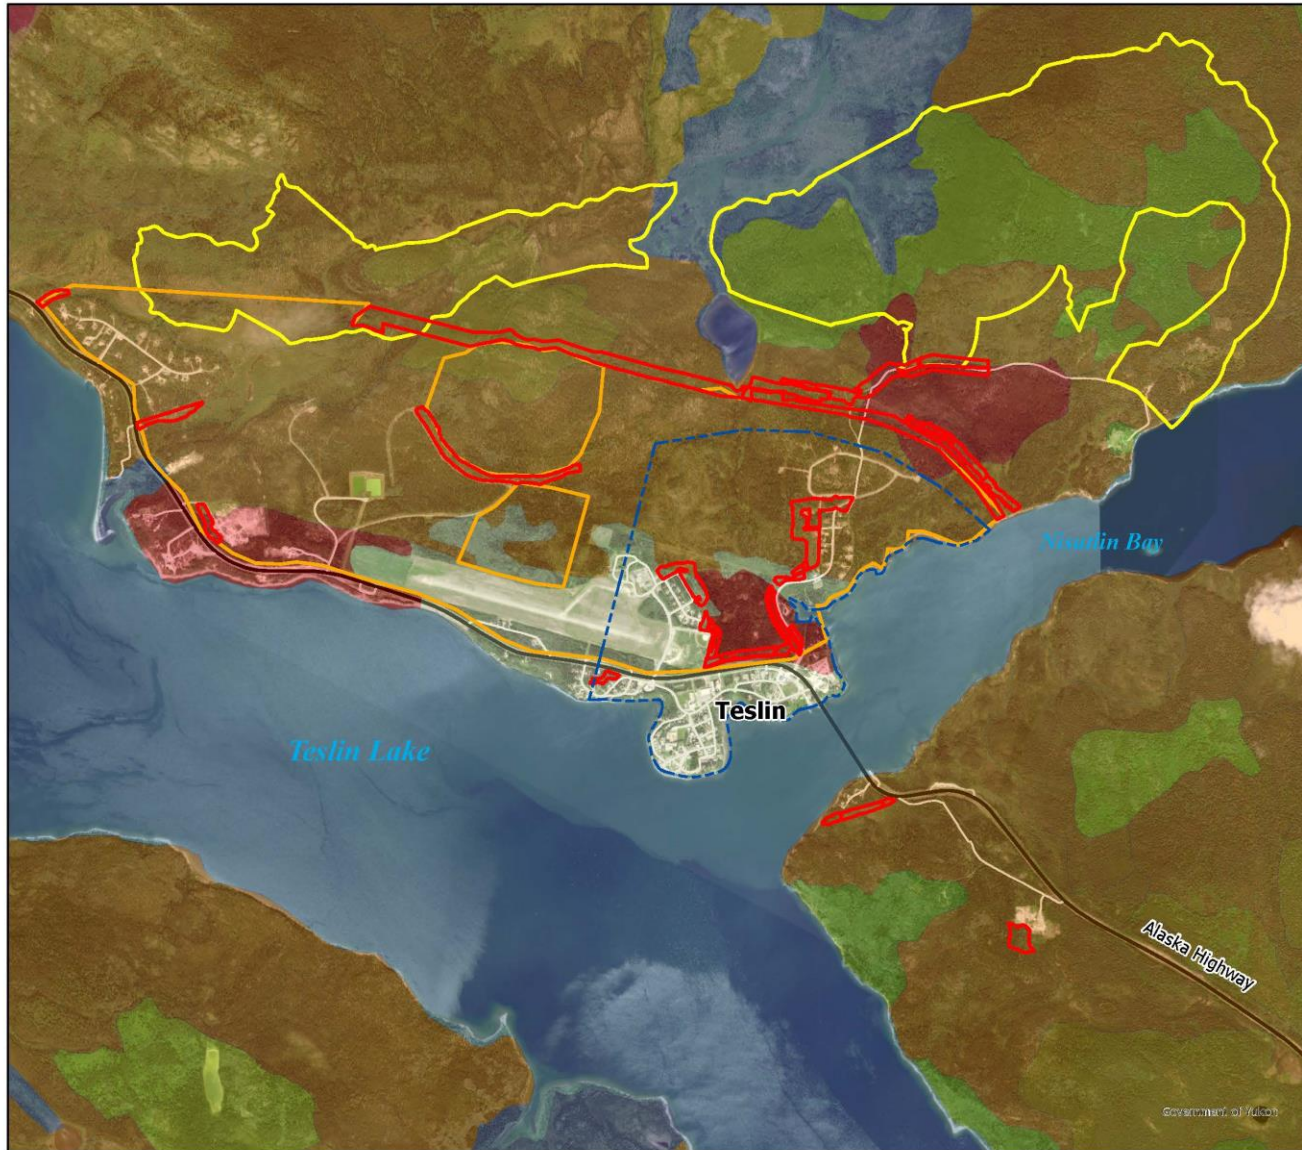 Nisutlin Bay
Teslin
Teslin Lake
Alaska Highway
Government of Yukon